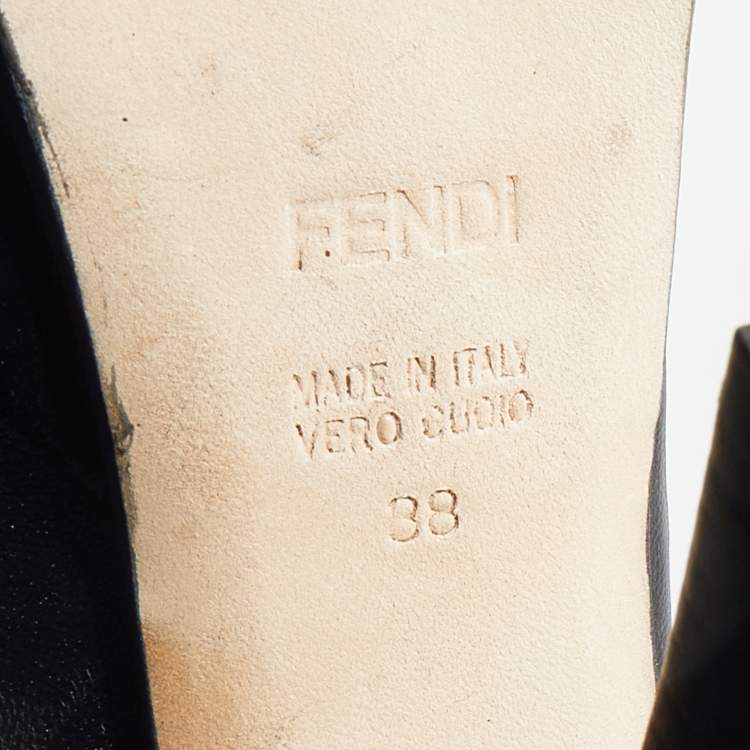 FENDI
MADE IN ITALY
VERO CUOIO
38